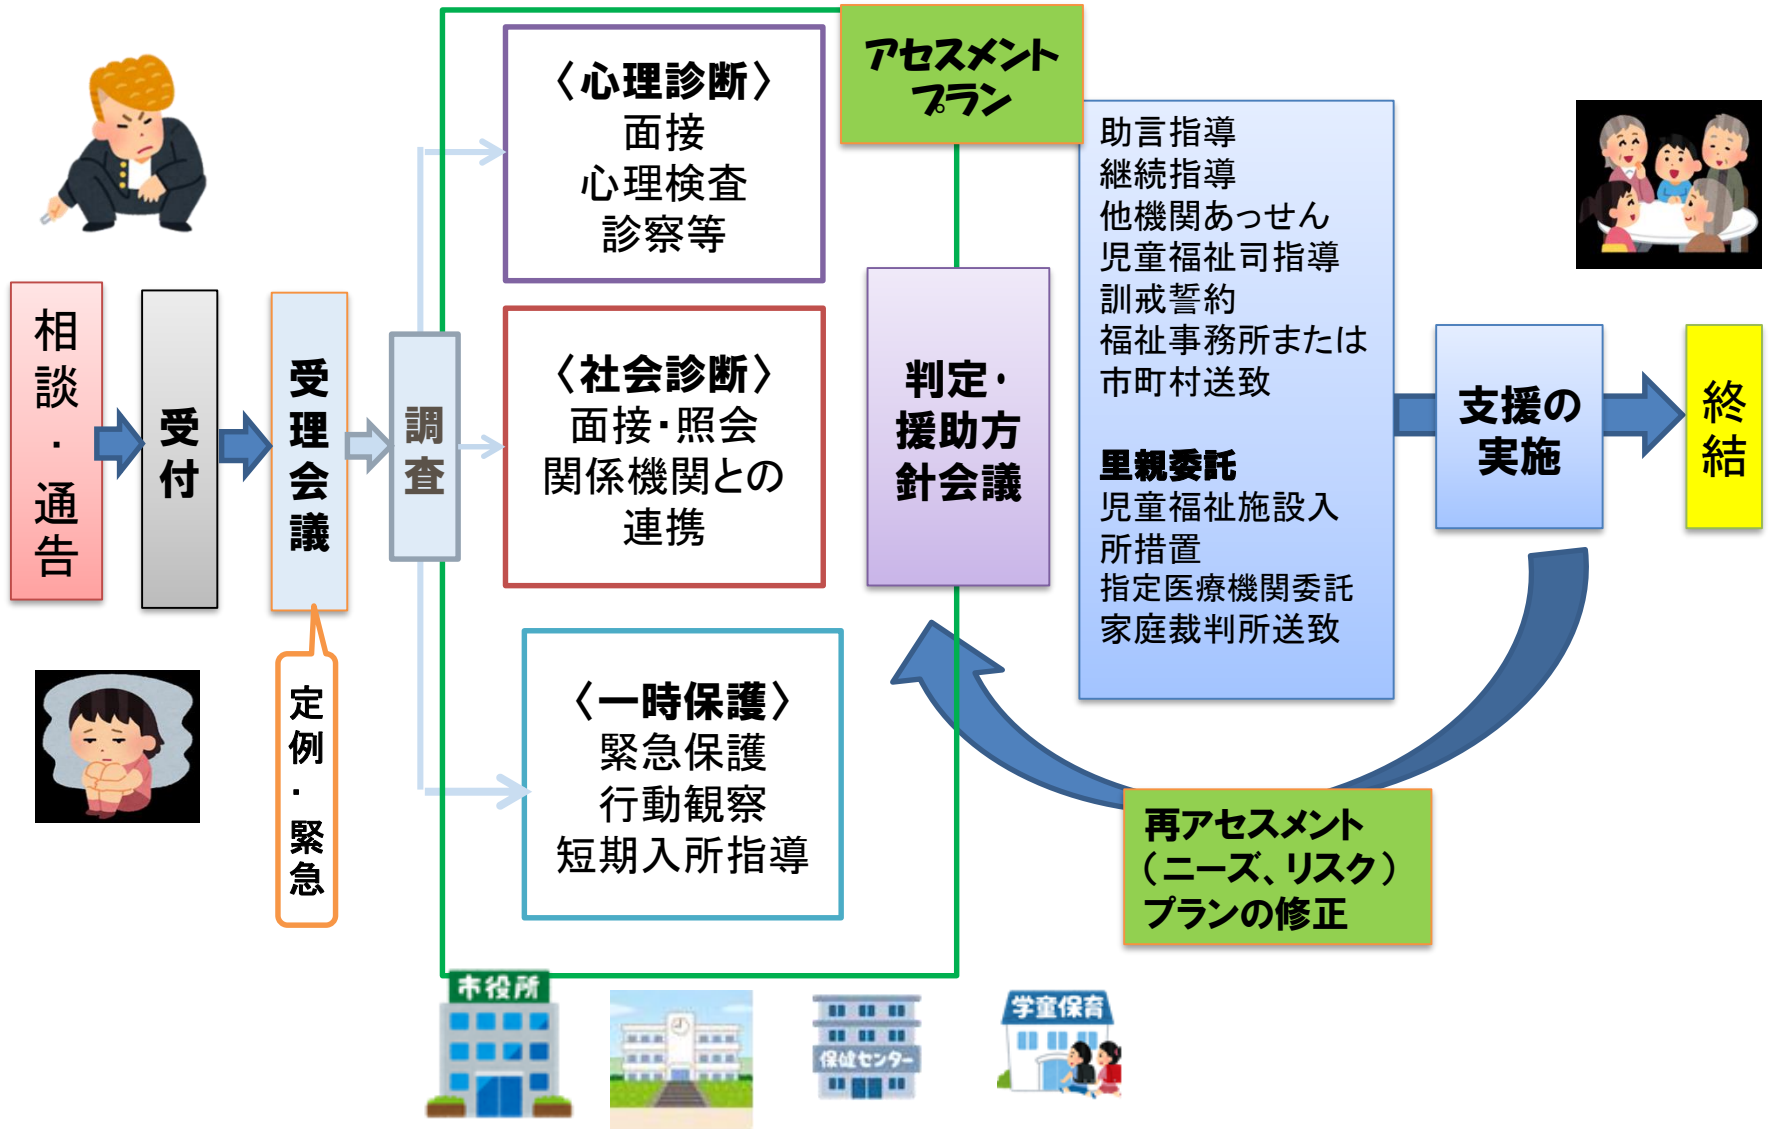 相談・通告
受付
受理会議
定例・緊急
調査
〈心理診断〉
面接
心理検査
診察等
〈社会診断〉
面接・照会
関係機関との
連携
〈一時保護〉
緊急保護
行動観察
短期入所指導
アセスメント
プラン
判定・
援助方
針会議
助言指導
継続指導
他機関あっせん
児童福祉司指導
訓戒誓約
福祉事務所または
市町村送致
里親委託
児童福祉施設入
所措置
指定医療機関委託
家庭裁判所送致
支援の
実施
終結
再アセスメント
（ニーズ、リスク）
プランの修正
市役所
保健センター
学童保育